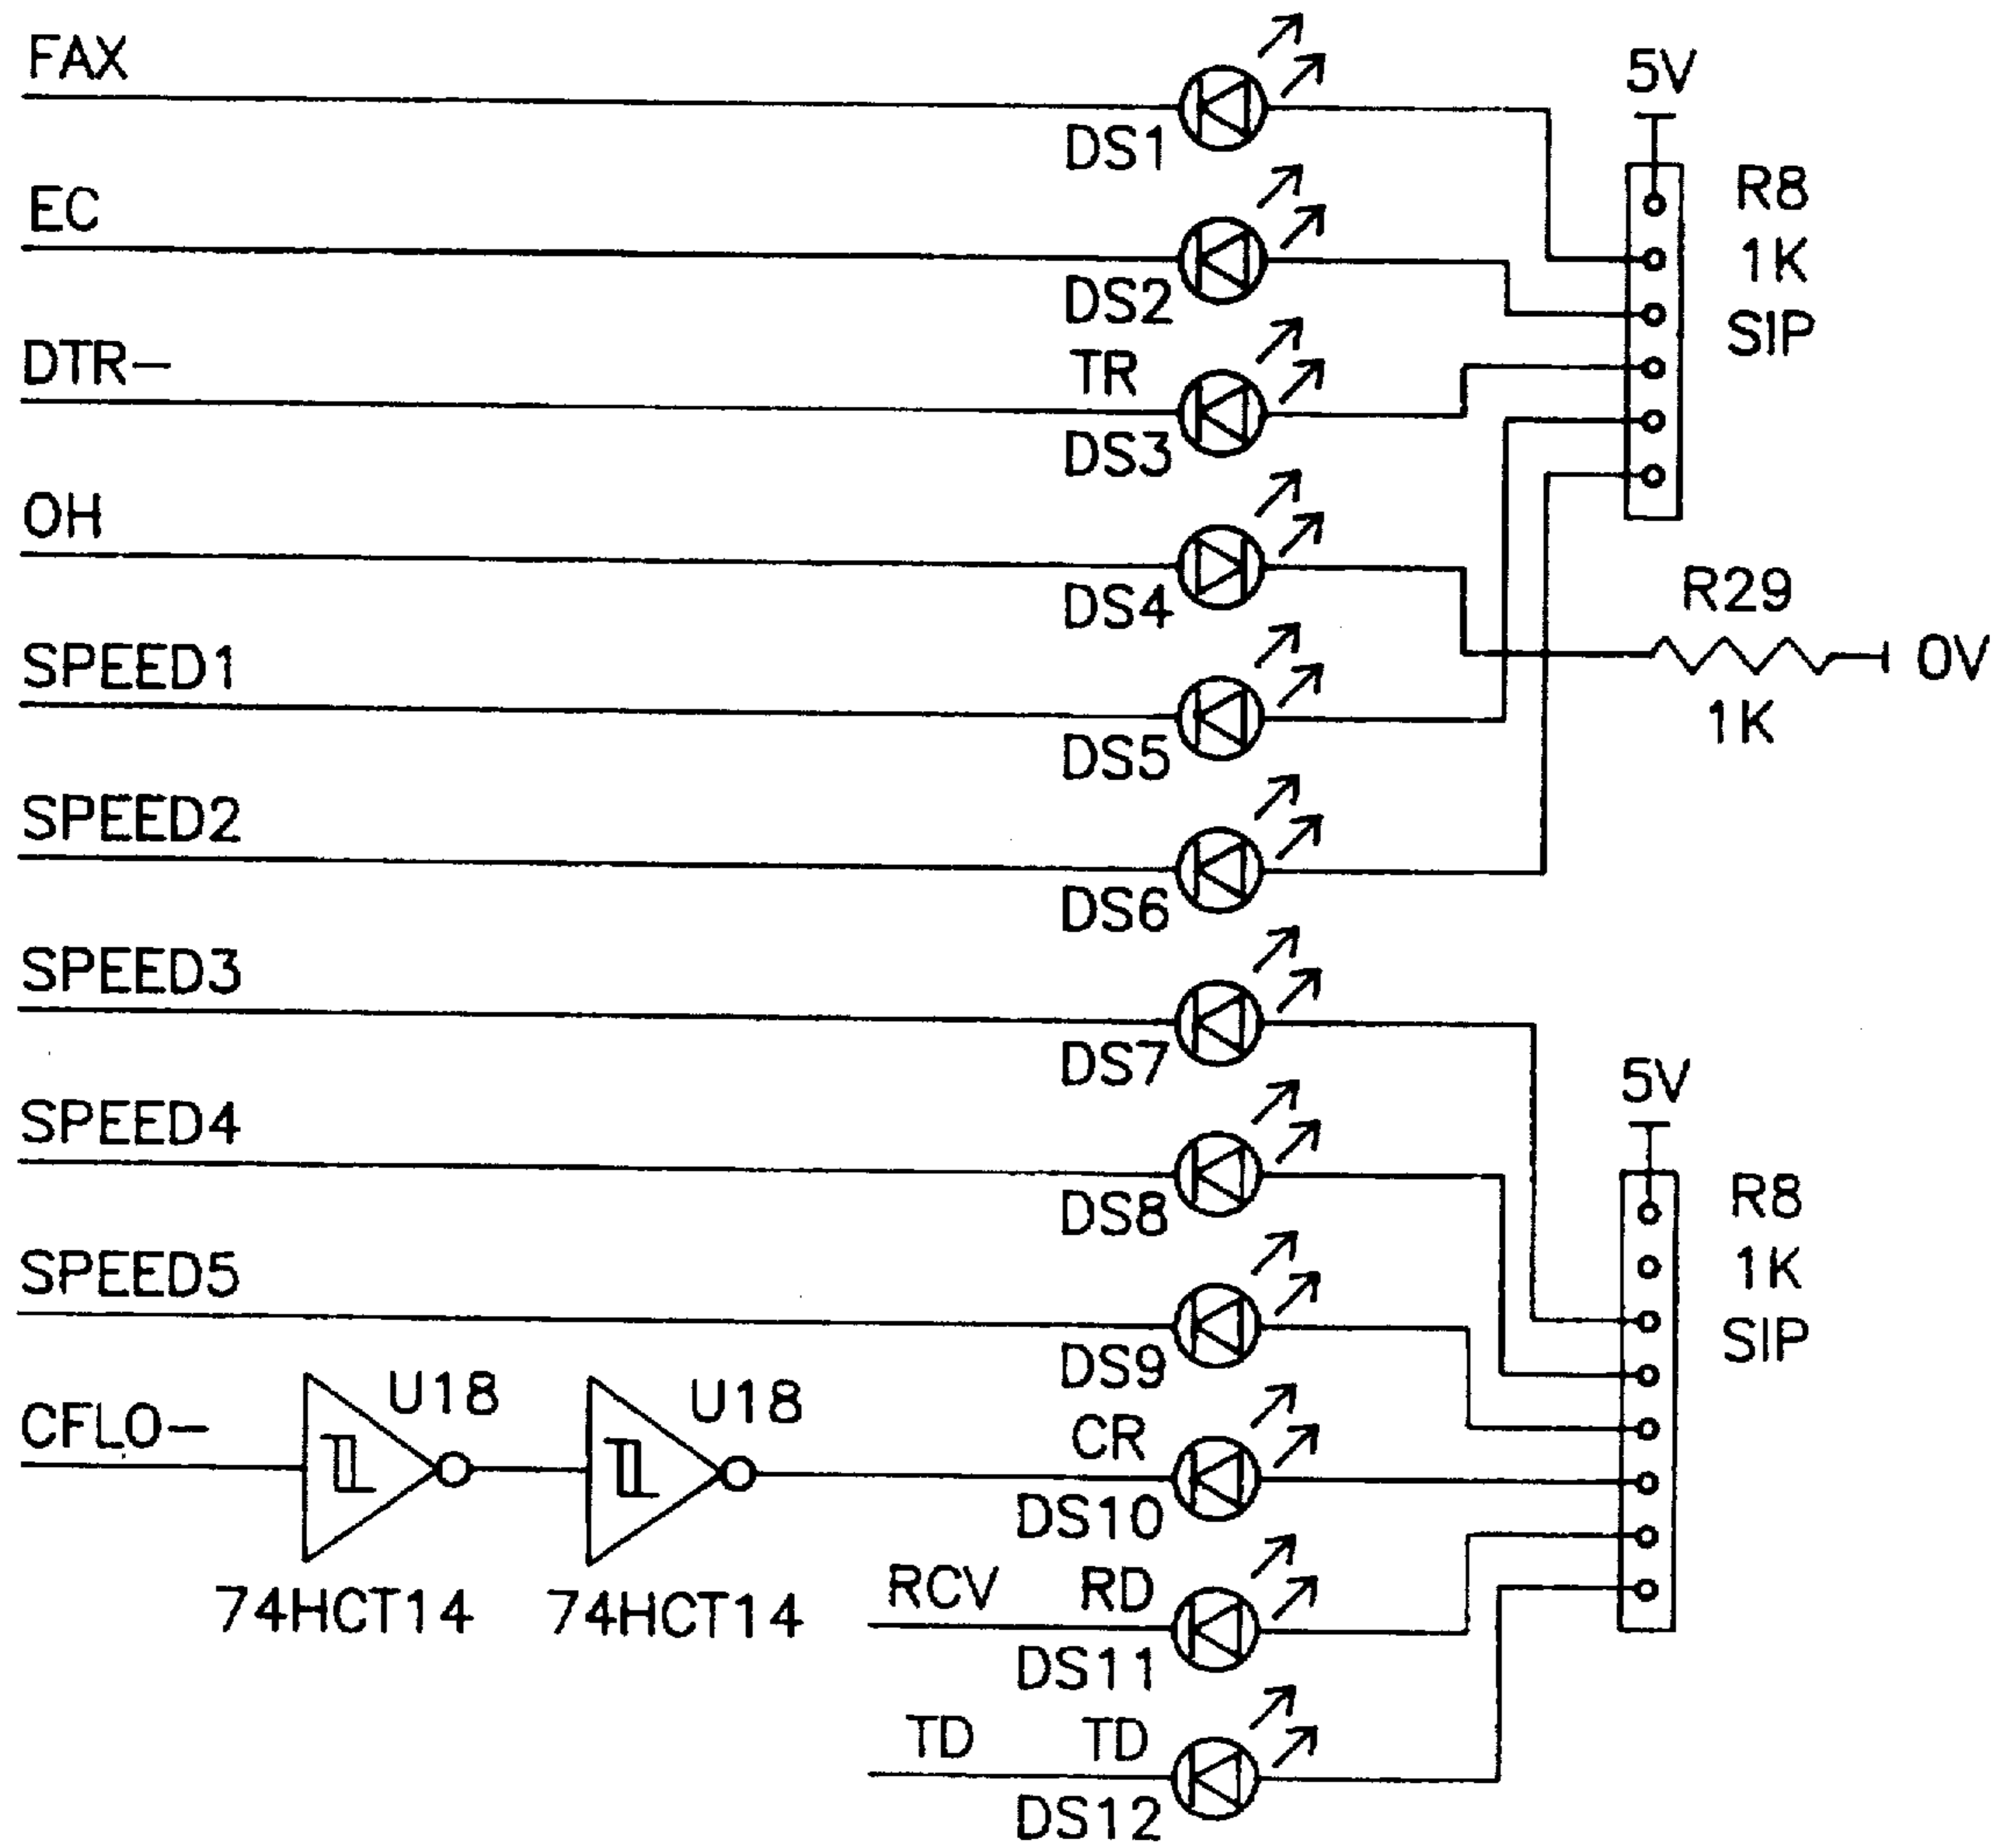 FAX
DS1
5V
R8
1K
SIP
EC
DS2
DTR-
TR
DS3
OH
DS4
R29
0V
1K
SPEED1
DS5
SPEED2
DS6
SPEED3
DS7
5V
R8
1K
SIP
SPEED4
DS8
SPEED5
DS9
CFLO-
U18
U18
74HCT14
74HCT14
CR
DS10
RCV
RD
DS11
TD
TD
DS12